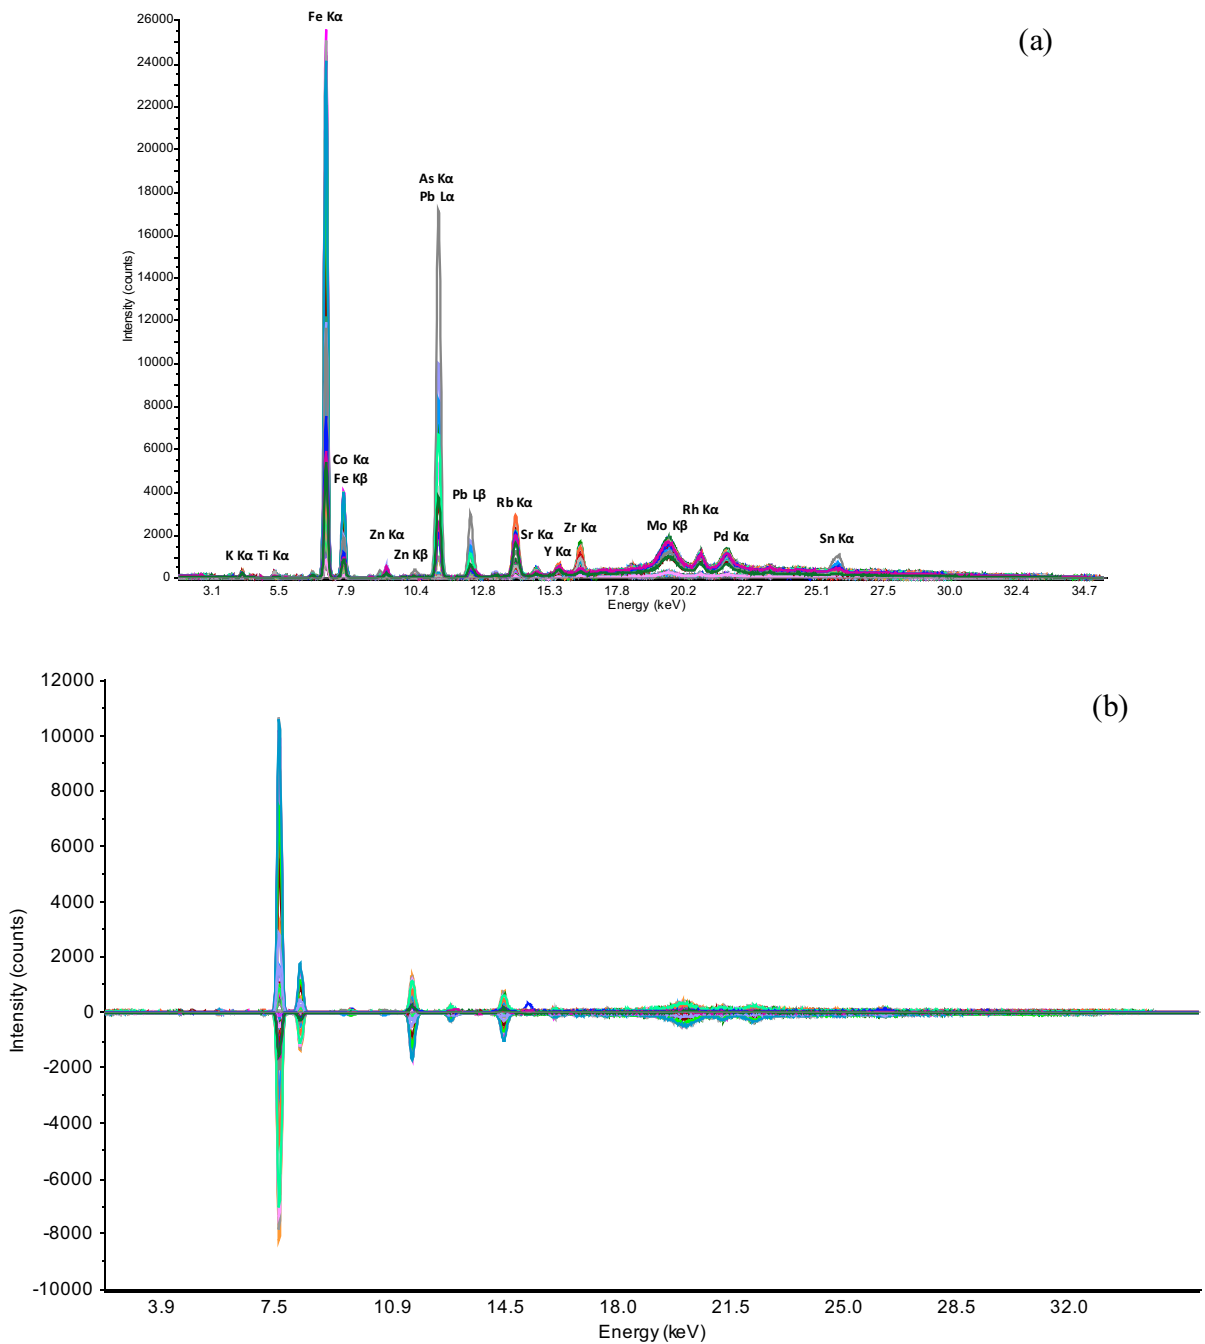 (a)
Intensity (counts)
26000
24000
22000
20000
18000
16000
14000
12000
10000
8000
6000
4000
2000
0
Fe Kα
As Kα
Pb Lα
Co Kα
Fe Kβ
Pb Lβ
Rb Kα
K Kα Ti Kα
Zn Kα
Zn Kβ
Sr Kα
Y Kα
Zr Kα
Mo Kβ
Rh Kα
Pd Kα
Sn Kα
3.1 5.5 7.9 10.4 12.8 15.3 17.8 20.2 22.7 25.1 27.5 30.0 32.4 34.7
Energy (keV)
(b)
Intensity (counts)
12000
10000
8000
6000
4000
2000
0
-2000
-4000
-6000
-8000
-10000
3.9 7.5 10.9 14.5 18.0 21.5 25.0 28.5 32.0
Energy (keV)